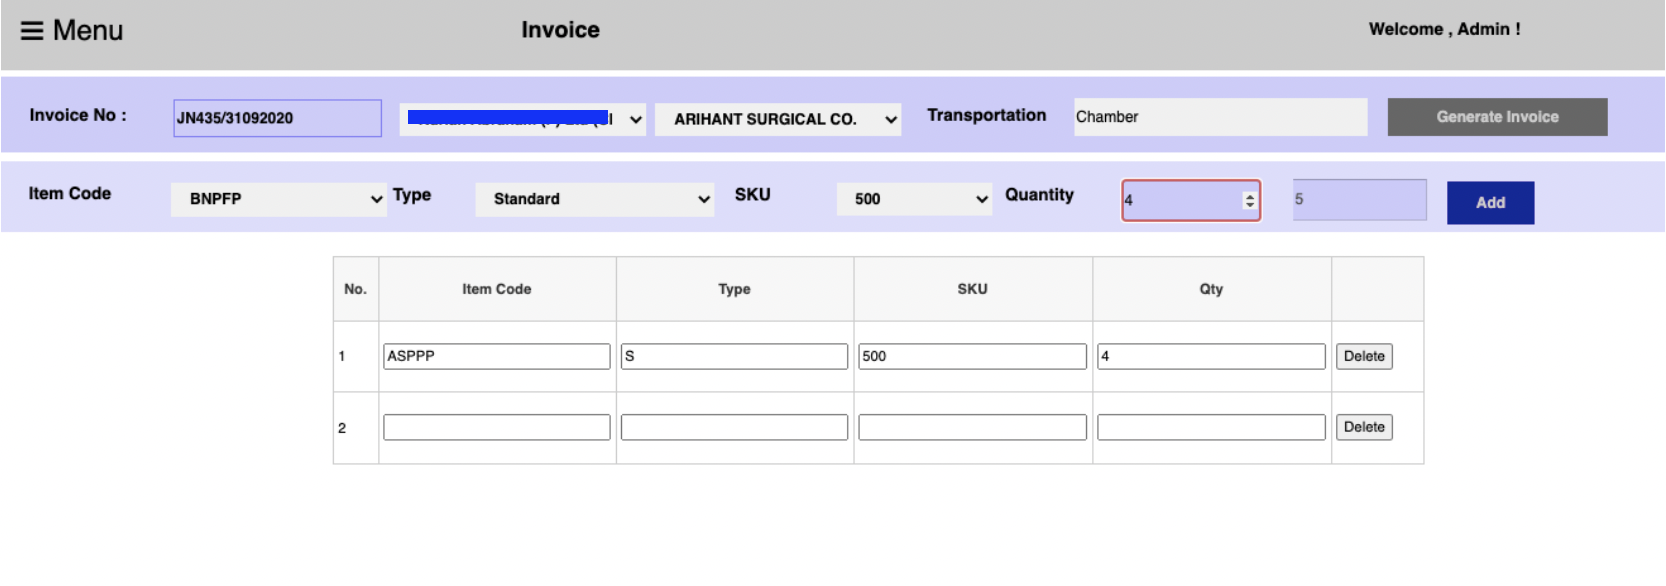 ☰ Menu Invoice Welcome , Admin !
Invoice No : JN435/31092020 ARIHANT SURGICAL CO. Transportation Chamber Generate Invoice
Item Code BNPFP Type Standard SKU 500 Quantity 4 5 Add
No. Item Code Type SKU Qty
1 ASPPP S 500 4 Delete
2 Delete